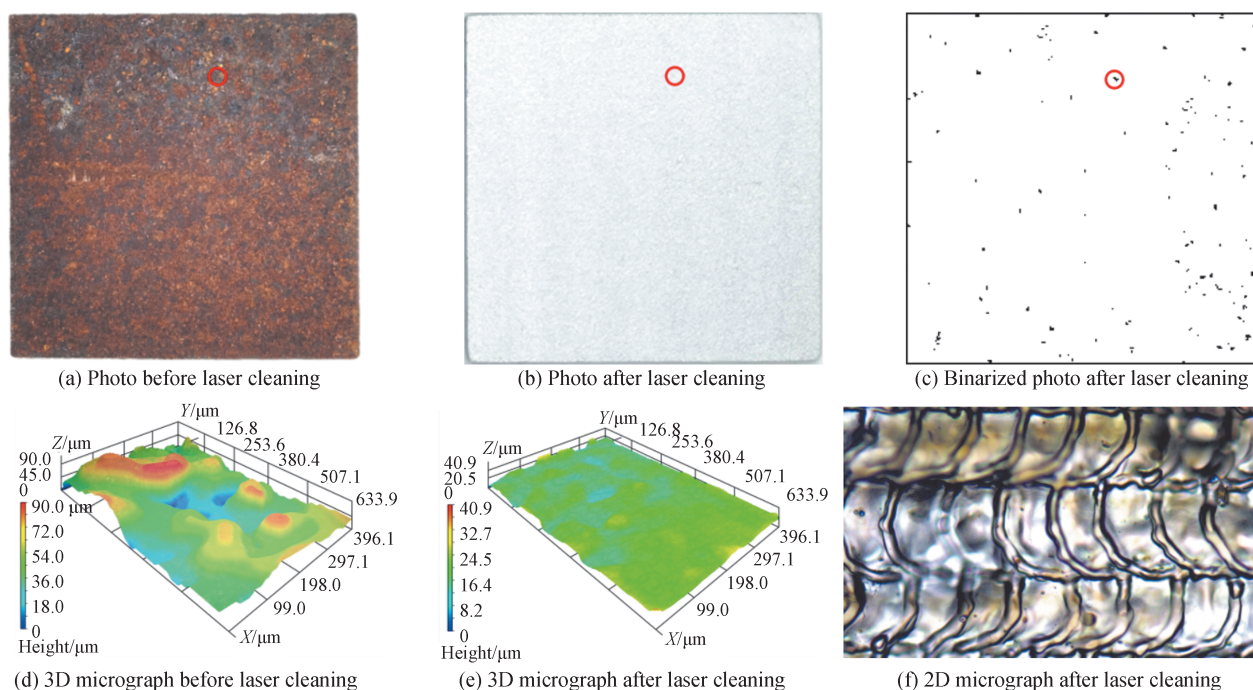 (a) Photo before laser cleaning
(b) Photo after laser cleaning
(c) Binarized photo after laser cleaning
Y/μm
126.8
253.6
380.4
507.1
633.9
Z/μm
90.0
45.0
0
90.0 μm
72.0
54.0
36.0
18.0
0
Height/μm
396.1
297.1
198.0
99.0
X/μm
(d) 3D micrograph before laser cleaning
Y/μm
126.8
253.6
380.4
507.1
633.9
Z/μm
40.9
20.5
0
40.9
32.7
24.5
16.4
8.2
0
Height/μm
396.1
297.1
198.0
99.0
X/μm
(e) 3D micrograph after laser cleaning
(f) 2D micrograph after laser cleaning